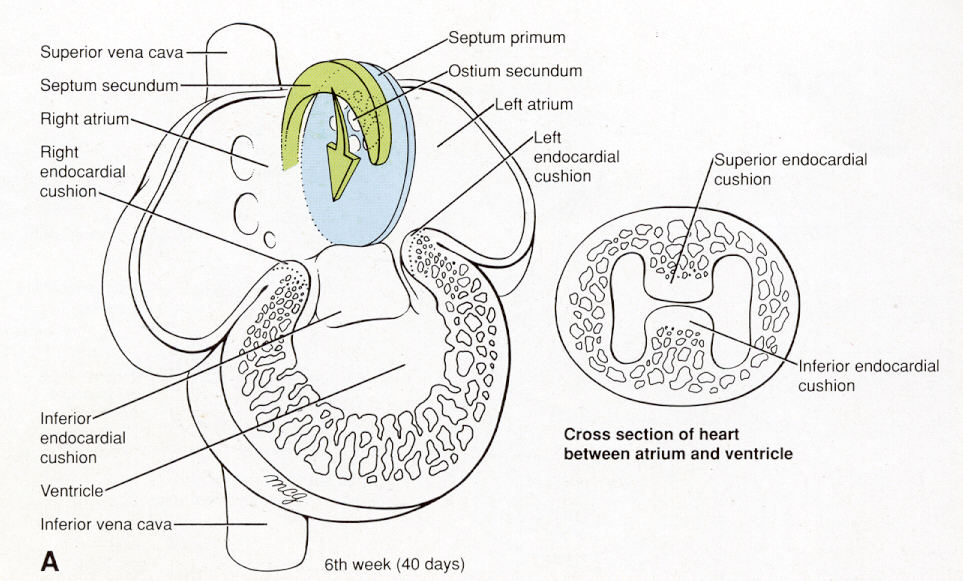 Superior vena cava
Septum secundum
Right atrium
Right
endocardial
cushion
Inferior
endocardial
cushion
Ventricle
Inferior vena cava
Septum primum
Ostium secundum
Left atrium
Left
endocardial
cushion
Superior endocardial
cushion
Inferior endocardial
cushion
Cross section of heart
between atrium and ventricle
mcg
A
6th week (40 days)